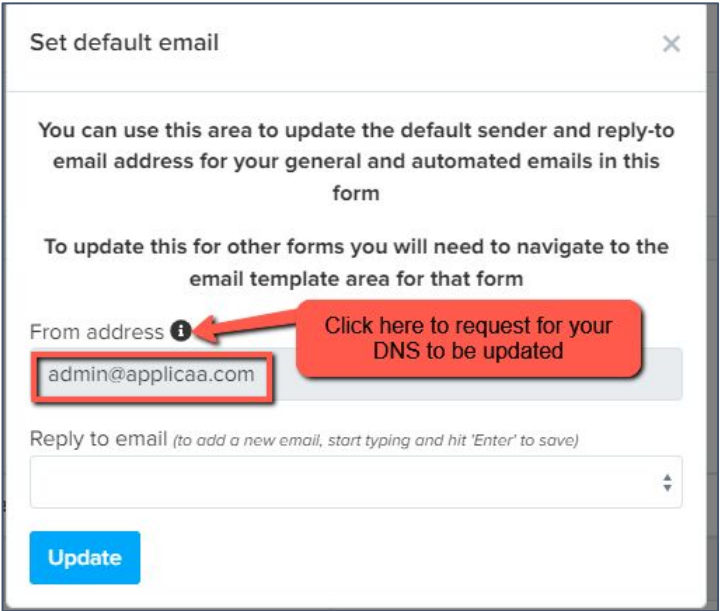 Set default email ×
You can use this area to update the default sender and reply-to
email address for your general and automated emails in this
form
To update this for other forms you will need to navigate to the
email template area for that form
From address
Click here to request for your
DNS to be updated
admin@applicaa.com
Reply to email (to add a new email, start typing and hit 'Enter' to save)
Update